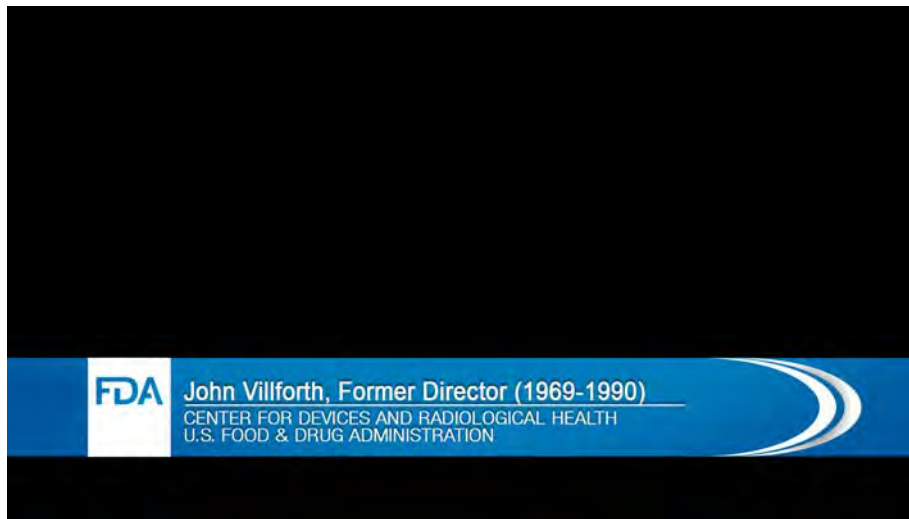 FDA
John Villforth, Former Director (1969-1990)
CENTER FOR DEVICES AND RADIOLOGICAL HEALTH
U.S. FOOD & DRUG ADMINISTRATION